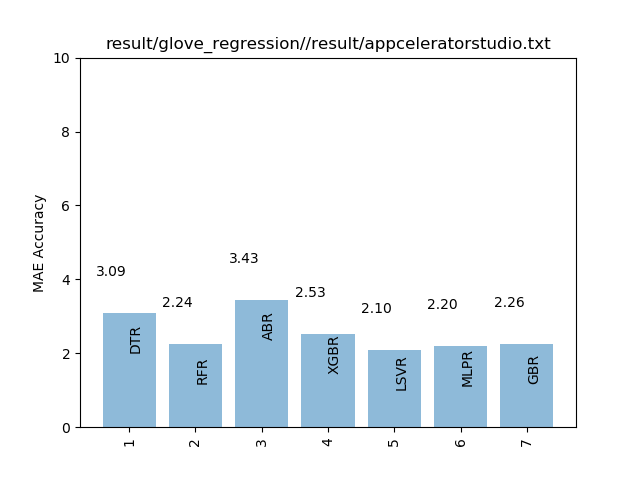 result/glove_regression//result/appceleratorstudio.txt
MAE Accuracy
10
8
6
4
2
0
3.09
2.24
3.43
2.53
2.10
2.20
2.26
DTR
RFR
ABR
XGBR
LSVR
MLPR
GBR
1
2
3
4
5
6
7